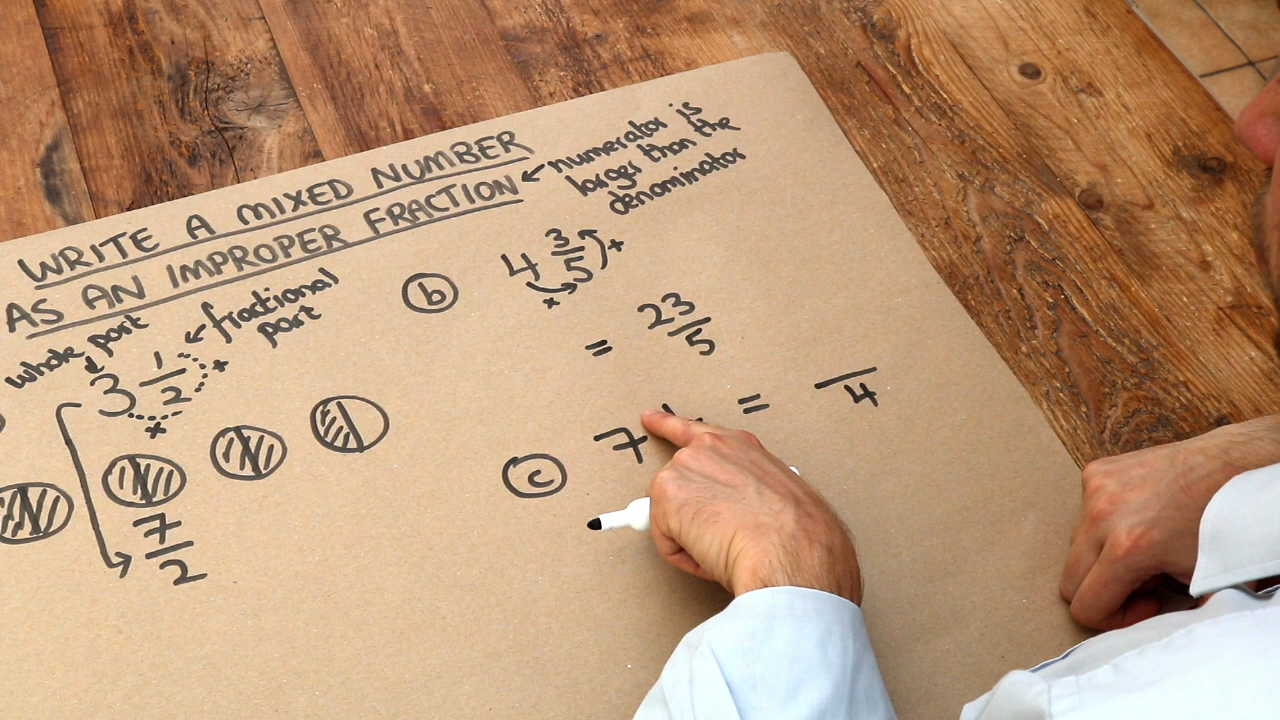 WRITE A MIXED NUMBER
AS AN IMPROPER FRACTION
← numerator is
larger than the
denominator
whole part
← fractional
part
3 1/2
×
+
7/2
b
4 3/5
×
+
= 23/5
c
7
= /4